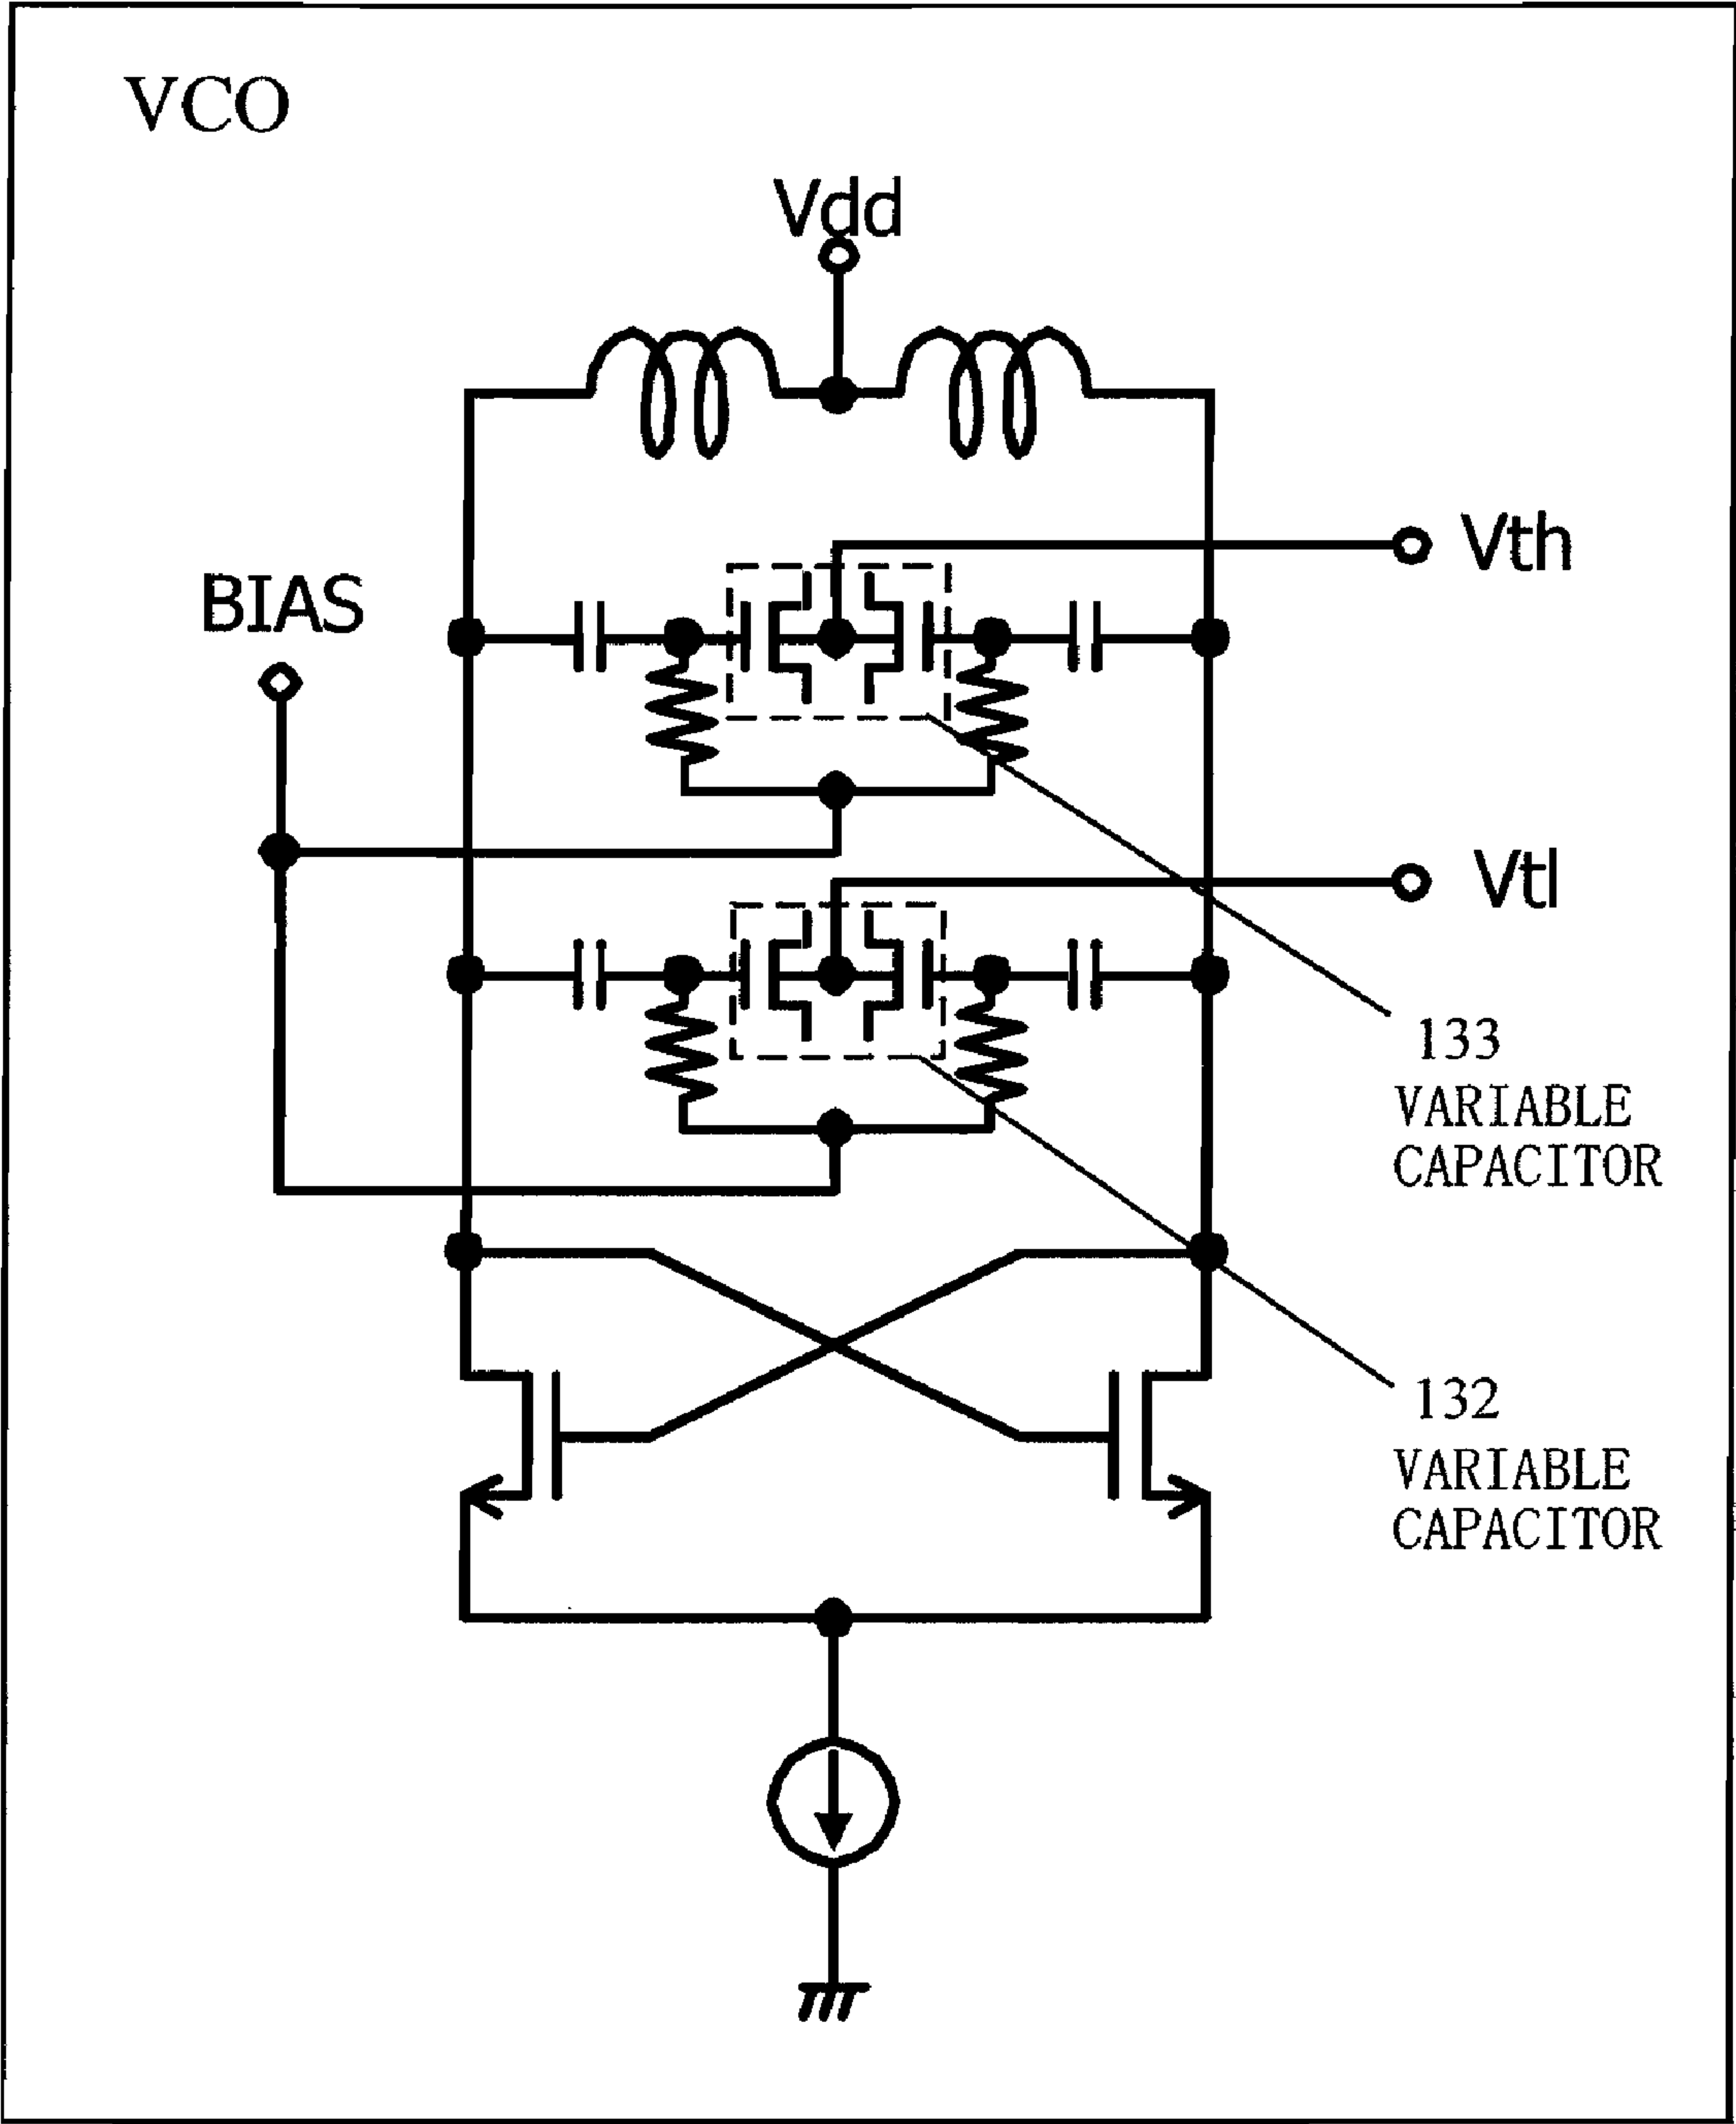 VCO
Vdd
Vth
BIAS
Vtl
133
VARIABLE
CAPACITOR
132
VARIABLE
CAPACITOR